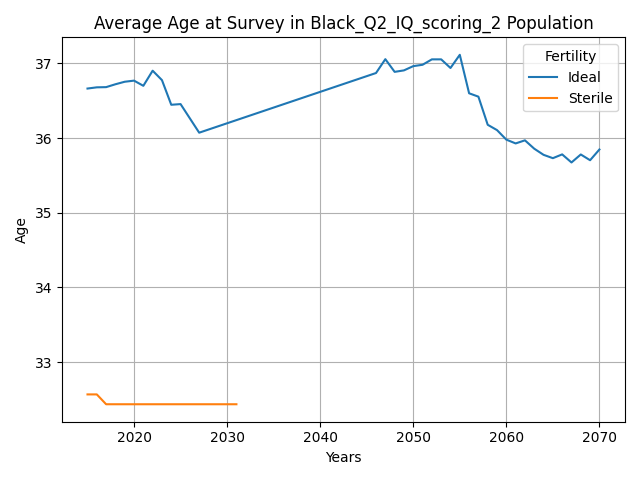 Average Age at Survey in Black_Q2_IQ_scoring_2 Population
Fertility
Ideal
Sterile
37
36
35
34
33
Age
2020 2030 2040 2050 2060 2070
Years